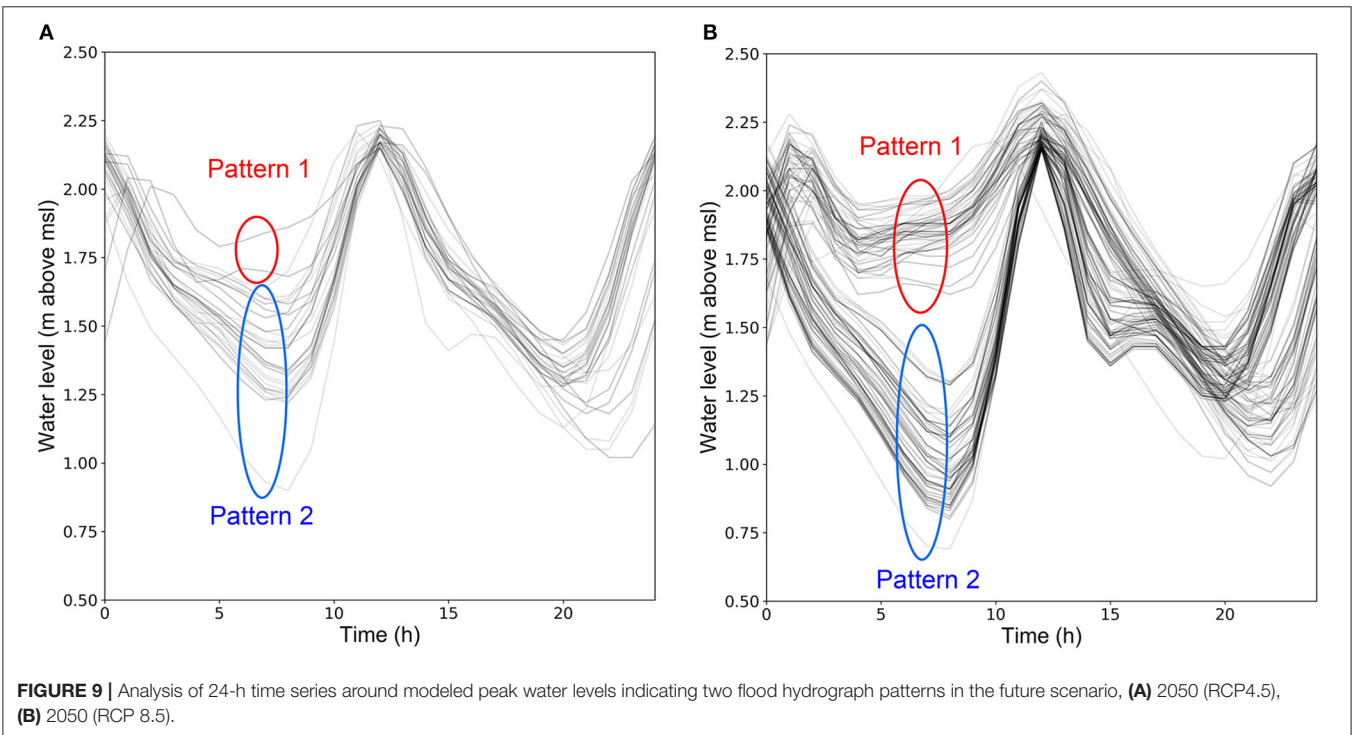 A
2.50
2.25
2.00
1.75
1.50
1.25
1.00
0.75
0.50
Water level (m above msl)
Pattern 1
Pattern 2
0
5
10
15
20
Time (h)
B
2.50
2.25
2.00
1.75
1.50
1.25
1.00
0.75
0.50
Water level (m above msl)
Pattern 1
Pattern 2
0
5
10
15
20
Time (h)
FIGURE 9 | Analysis of 24-h time series around modeled peak water levels indicating two flood hydrograph patterns in the future scenario, (A) 2050 (RCP4.5),
(B) 2050 (RCP 8.5).